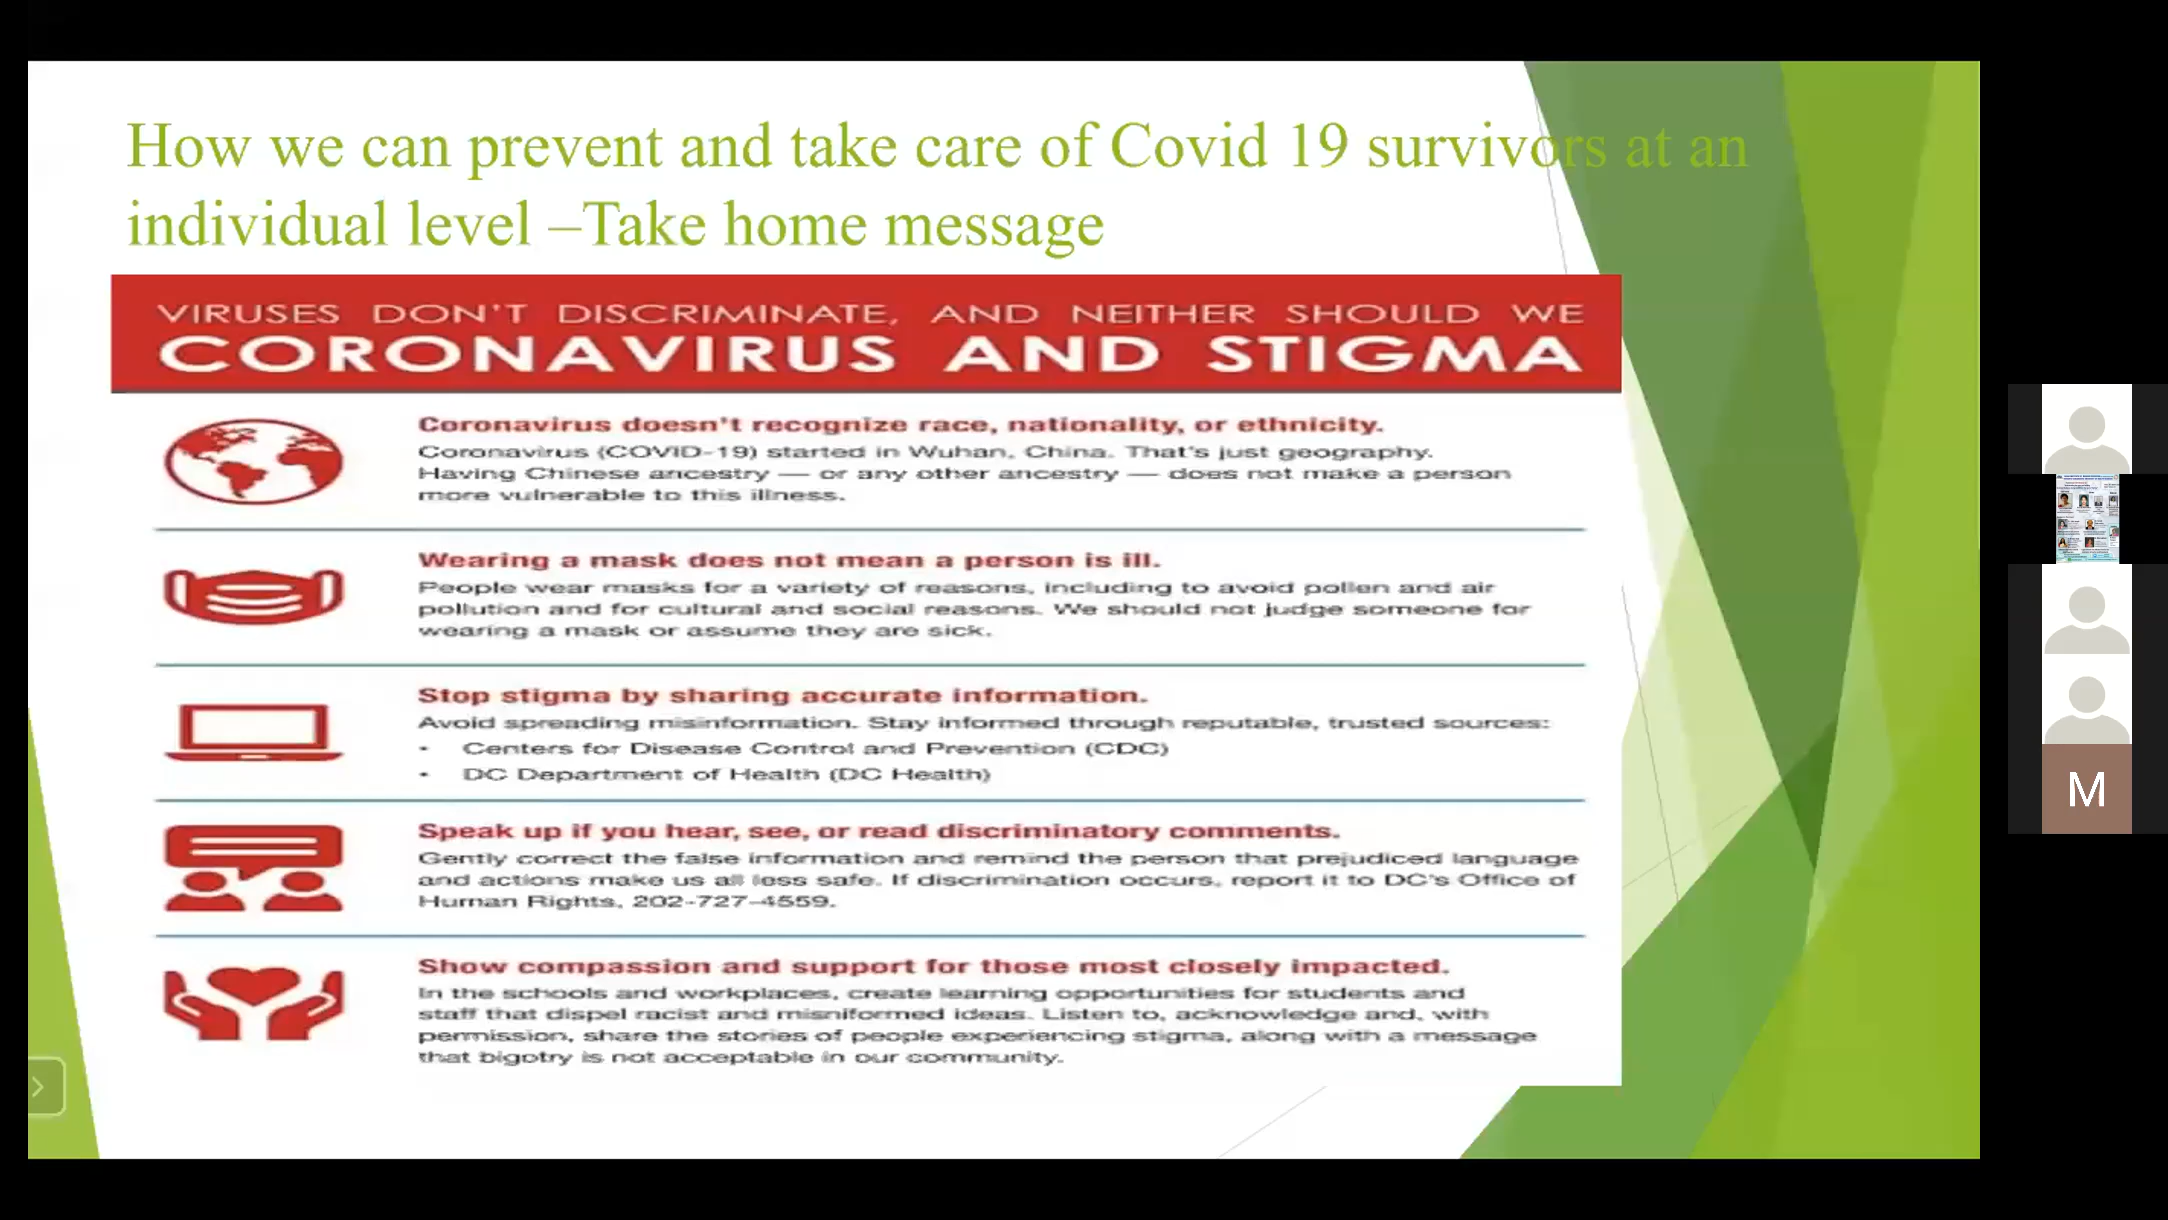 How we can prevent and take care of Covid 19 survivors at an
individual level –Take home message
VIRUSES DON'T DISCRIMINATE, AND NEITHER SHOULD WE
CORONAVIRUS AND STIGMA
Coronavirus doesn't recognize race, nationality, or ethnicity.
Coronavirus (COVID-19) started in Wuhan, China. That's just geography.
Having Chinese ancestry — or any other ancestry — does not make a person
more vulnerable to this illness.
Wearing a mask does not mean a person is ill.
People wear masks for a variety of reasons, including to avoid pollen and air
pollution and for cultural and social reasons. We should not judge someone for
wearing a mask or assume they are sick.
Stop stigma by sharing accurate information.
Avoid spreading misinformation. Stay informed through reputable, trusted sources:
• Centers for Disease Control and Prevention (CDC)
• DC Department of Health (DC Health)
Speak up if you hear, see, or read discriminatory comments.
Gently correct the false information and remind the person that prejudiced language
and actions make us all less safe. If discrimination occurs, report it to DC's Office of
Human Rights, 202-727-4559.
Show compassion and support for those most closely impacted.
In the schools and workplaces, create learning opportunities for students and
staff that dispel racist and misniformed ideas. Listen to, acknowledge and, with
permission, share the stories of people experiencing stigma, along with a message
that bigotry is not acceptable in our community.
M